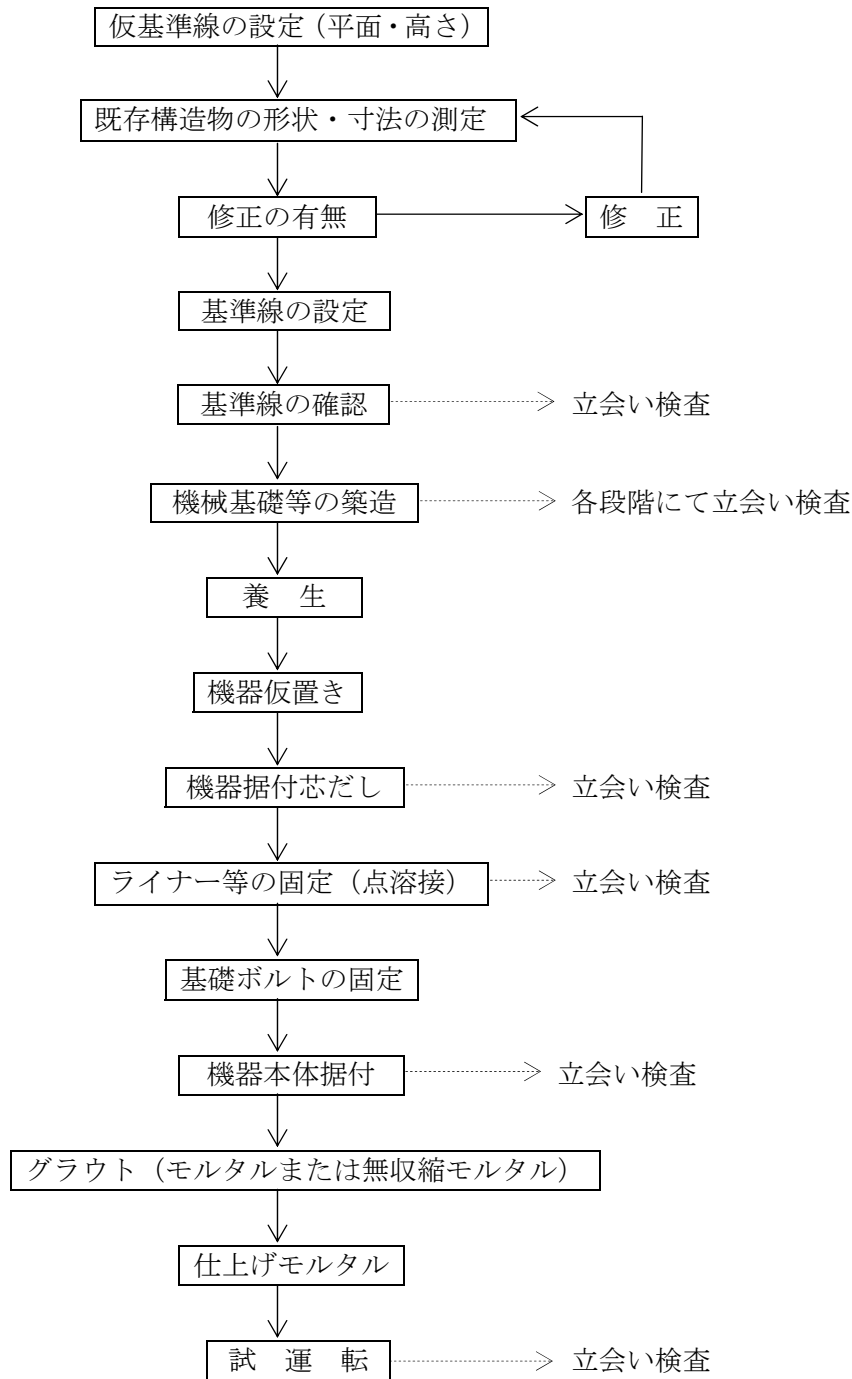 仮基準線の設定（平面・高さ）
既存構造物の形状・寸法の測定
修正の有無
修　正
基準線の設定
基準線の確認
立会い検査
機械基礎等の築造
各段階にて立会い検査
養　生
機器仮置き
機器据付芯だし
立会い検査
ライナー等の固定（点溶接）
立会い検査
基礎ボルトの固定
機器本体据付
立会い検査
グラウト（モルタルまたは無収縮モルタル）
仕上げモルタル
試　運　転
立会い検査